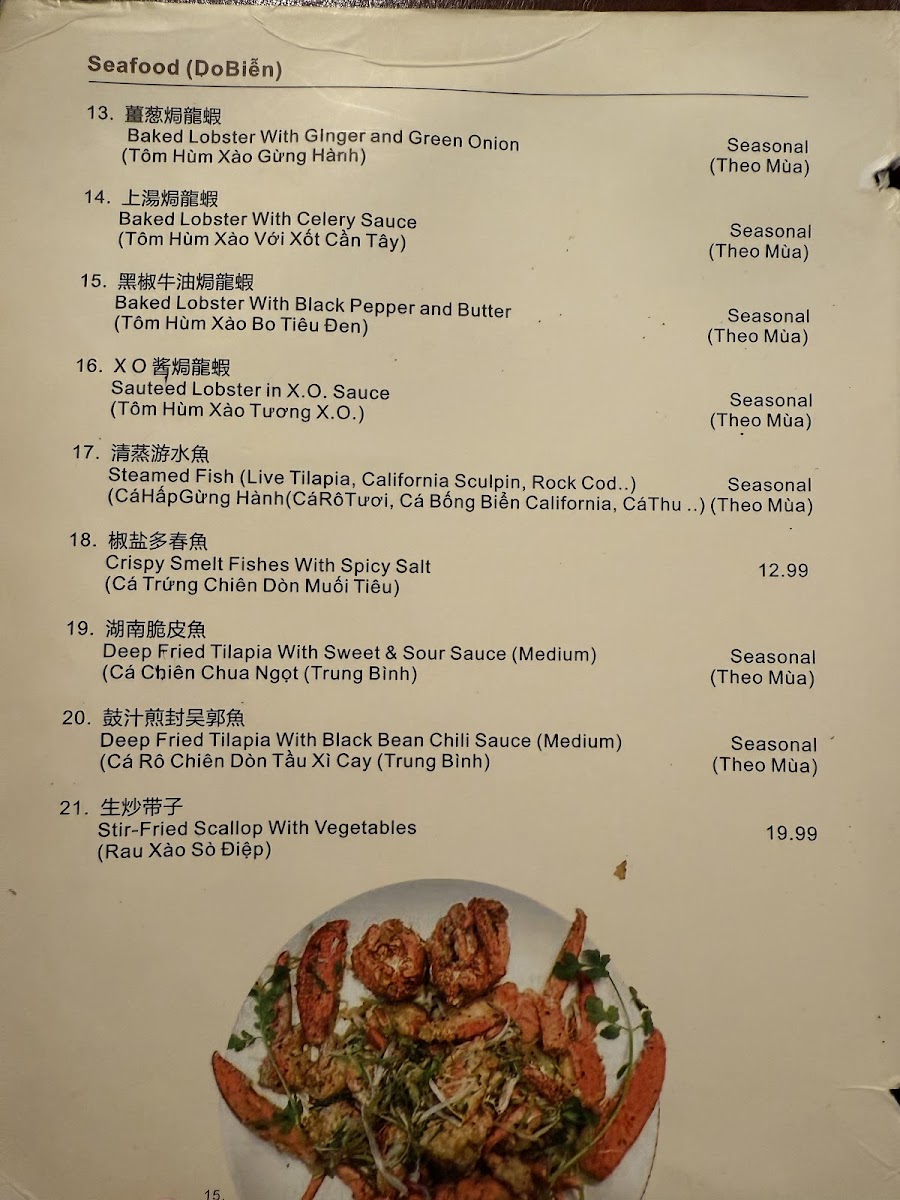 Seafood (DoBiễn)
13. 薑葱焗龍蝦
Baked Lobster With GInger and Green Onion
Seasonal
(Tôm Hùm Xào Gừng Hành)
(Theo Mùa)
14. 上湯焗龍蝦
Baked Lobster With Celery Sauce
Seasonal
(Tôm Hùm Xào Với Xốt Cần Tây)
(Theo Mùa)
15. 黑椒牛油焗龍蝦
Baked Lobster With Black Pepper and Butter
Seasonal
(Tôm Hùm Xào Bo Tiêu Đen)
(Theo Mùa)
16. X O 酱焗龍蝦
Sauteed Lobster in X.O. Sauce
Seasonal
(Tôm Hùm Xào Tương X.O.)
(Theo Mùa)
17. 清蒸游水魚
Steamed Fish (Live Tilapia, California Sculpin, Rock Cod..)
Seasonal
(CáHấpGừng Hành(CáRôTươi, Cá Bống Biển California, CáThu ..)
(Theo Mùa)
18. 椒盐多春魚
Crispy Smelt Fishes With Spicy Salt
12.99
(Cá Trứng Chiên Dòn Muối Tiêu)
19. 湖南脆皮魚
Deep Fried Tilapia With Sweet & Sour Sauce (Medium)
Seasonal
(Cá Chiên Chua Ngọt (Trung Bình)
(Theo Mùa)
20. 鼓汁煎封吴郭魚
Deep Fried Tilapia With Black Bean Chili Sauce (Medium)
Seasonal
(Cá Rô Chiên Dòn Tầu Xì Cay (Trung Bình)
(Theo Mùa)
21. 生炒带子
Stir-Fried Scallop With Vegetables
19.99
(Rau Xào Sò Điệp)
15.